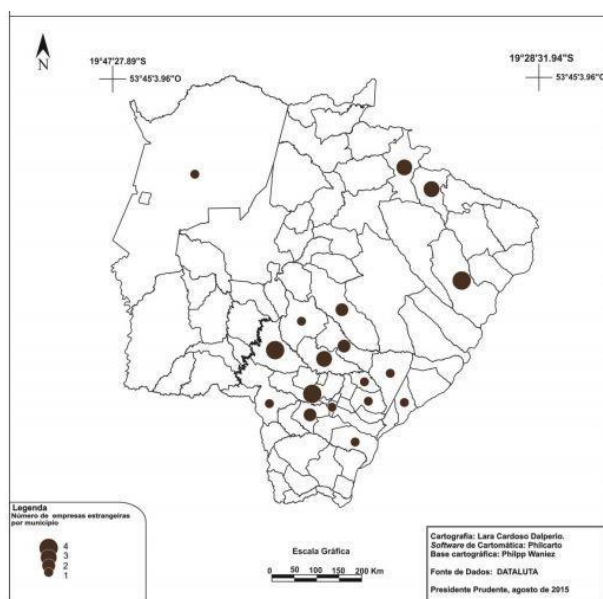 N
19°47'27.89"S
53°45'3.96"O
19°28'31.94"S
53°45'3.96"O
Legenda
Número de empresas estrangeiras
por município
4
3
2
1
Escala Gráfica
0 50 100 150 200 Km
Cartografia: Lara Cardoso Dalperio.
Software de Cartomática: Philcarto
Base cartográfica: Philpp Waniez
Fonte de Dados: DATALUTA
Presidente Prudente, agosto de 2015